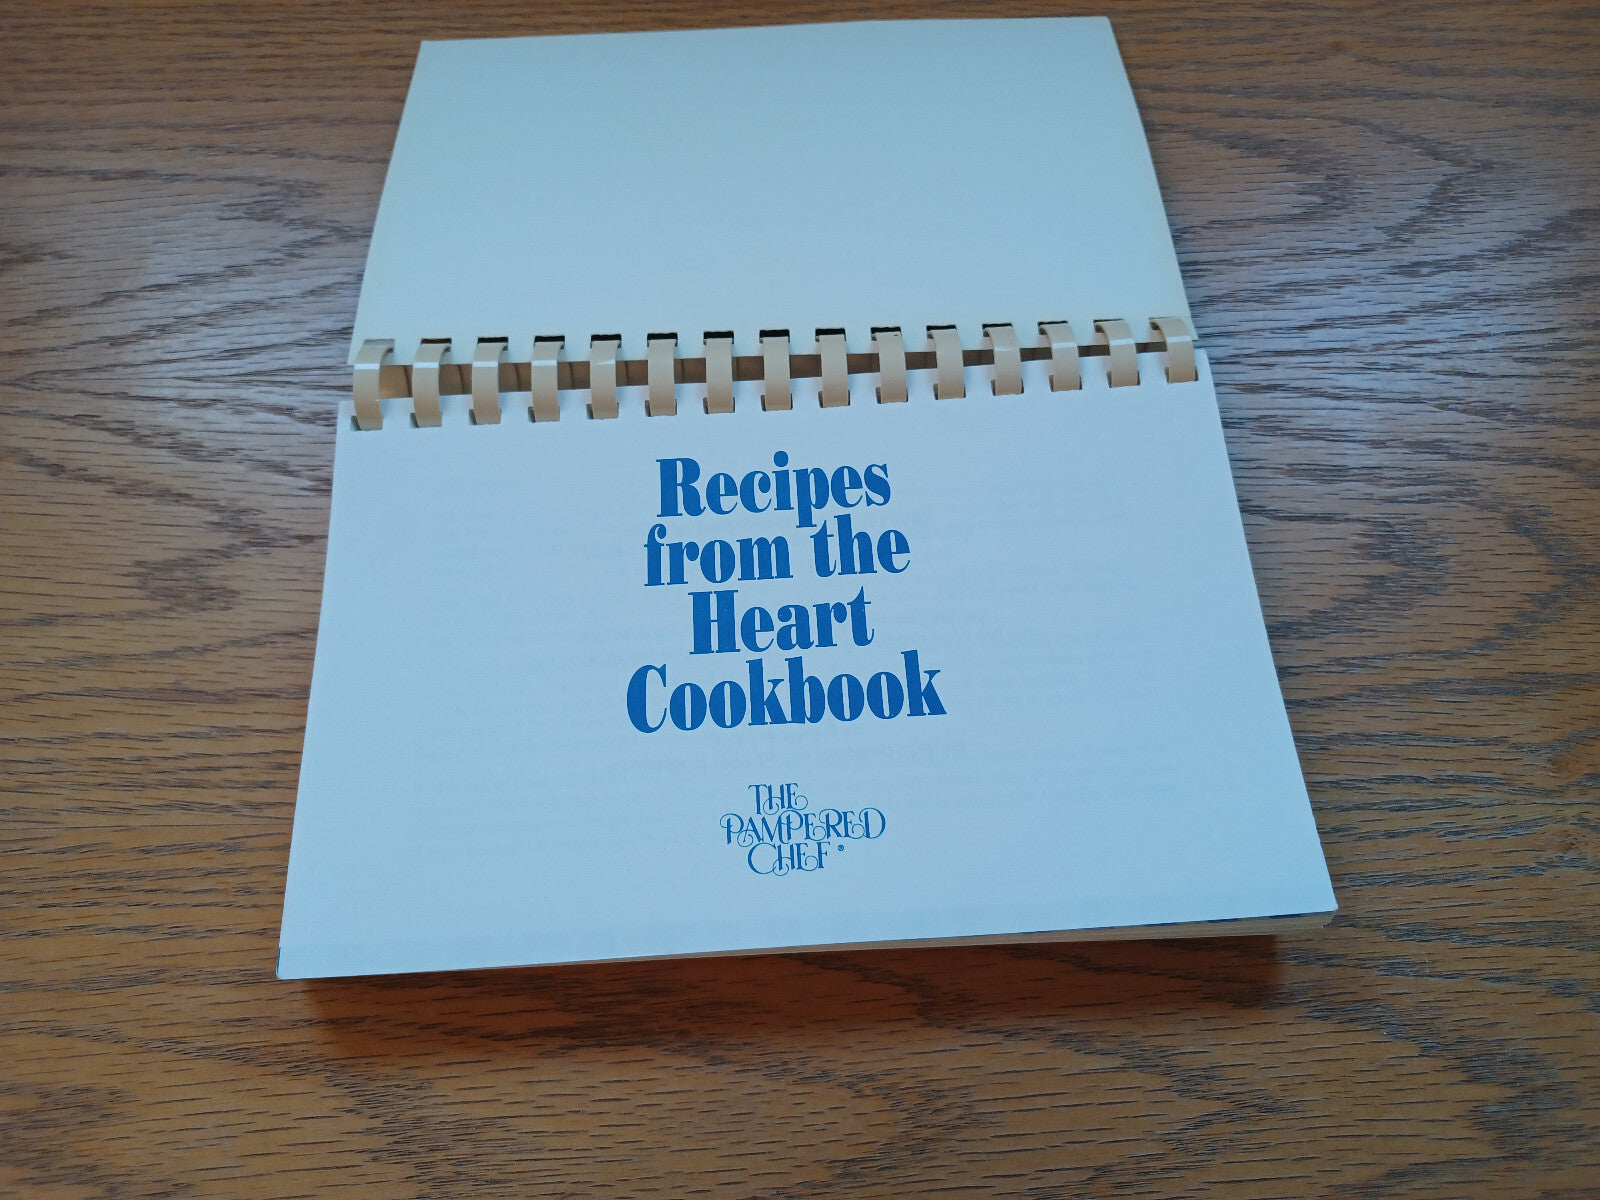 Recipes
from the
Heart
Cookbook
THE
PAMPERED
CHEF®